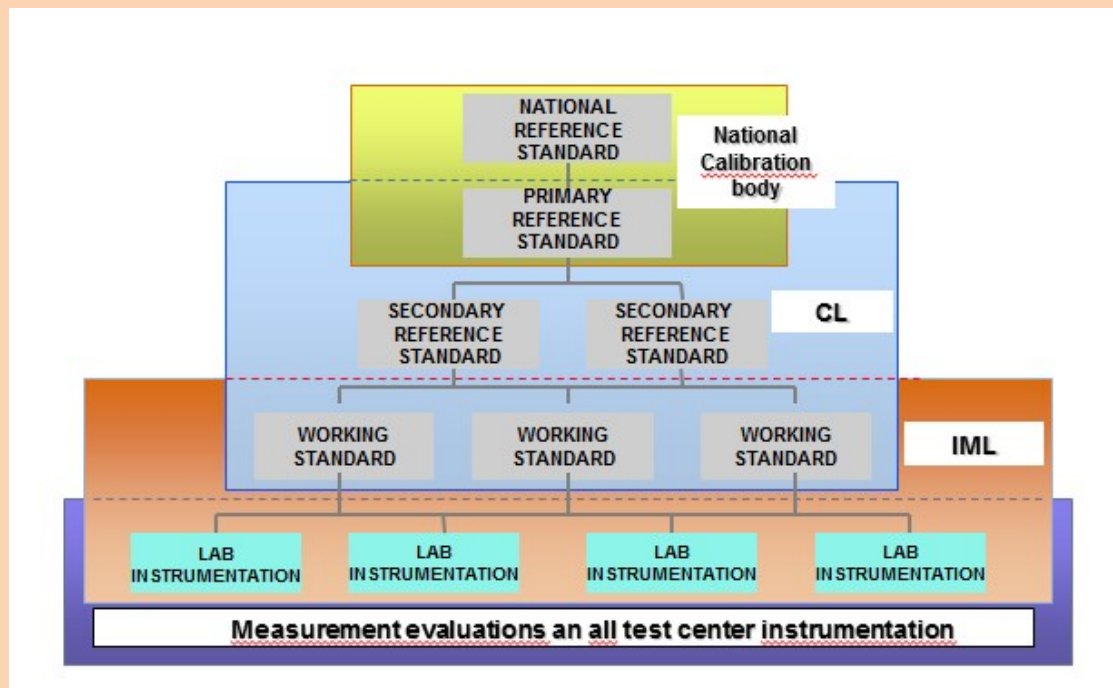 NATIONAL
REFERENCE
STANDARD
National
Calibration
body
PRIMARY
REFERENCE
STANDARD
SECONDARY
REFERENCE
STANDARD
SECONDARY
REFERENCE
STANDARD
CL
WORKING
STANDARD
WORKING
STANDARD
WORKING
STANDARD
IML
LAB
INSTRUMENTATION
LAB
INSTRUMENTATION
LAB
INSTRUMENTATION
LAB
INSTRUMENTATION
Measurement evaluations an all test center instrumentation